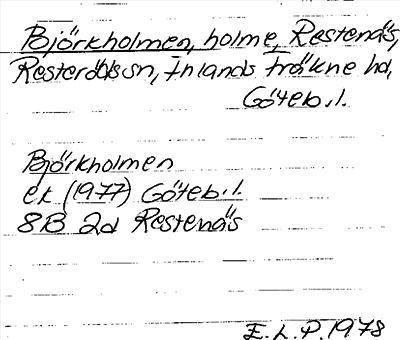 Björkholmen, holme, Restenäs,
Resteröds sn, Inlands Fräkne hd,
Göteb. l.
Björkholmen
ek (1977) Göteb. l.
8B 2d Restenäs
E. L. P. 1978